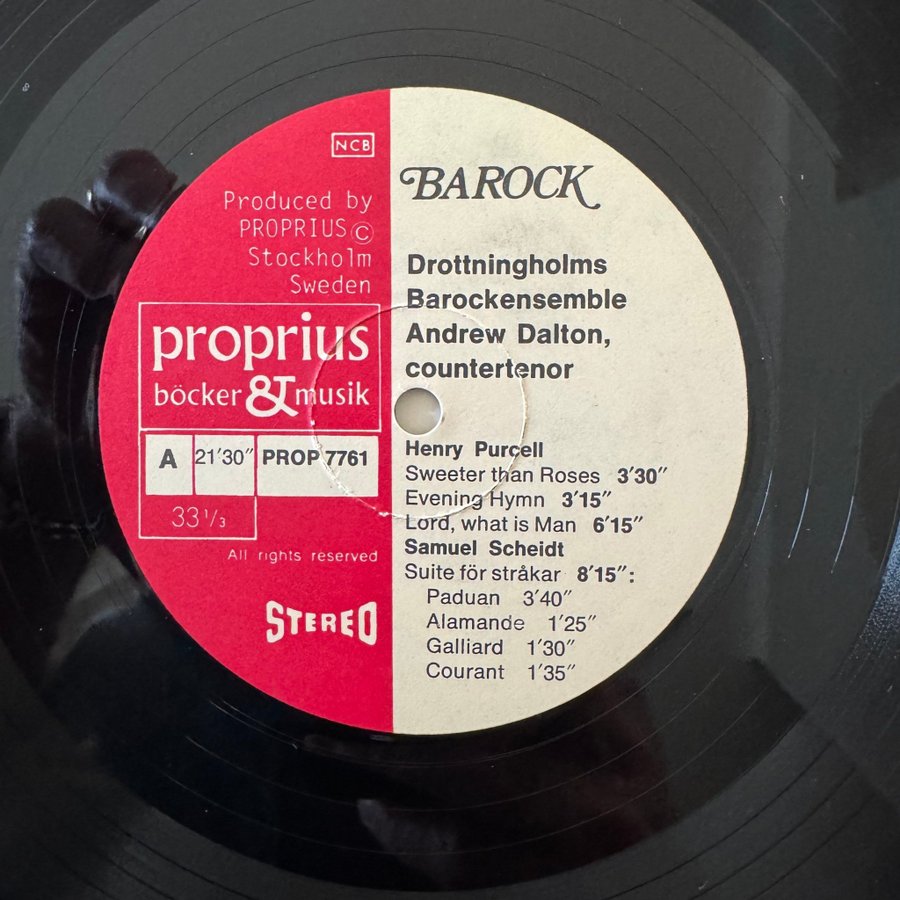 NCB
Produced by
PROPRIUS ©
Stockholm
Sweden
proprius
böcker & musik
A 21′30″ PROP 7761
33 1/3
All rights reserved
STEREO
BAROCK
Drottningholms
Barockensemble
Andrew Dalton,
countertenor
Henry Purcell
Sweeter than Roses 3′30″
Evening Hymn 3′15″
Lord, what is Man 6′15″
Samuel Scheidt
Suite för stråkar 8′15″:
Paduan 3′40″
Alamande 1′25″
Galliard 1′30″
Courant 1′35″